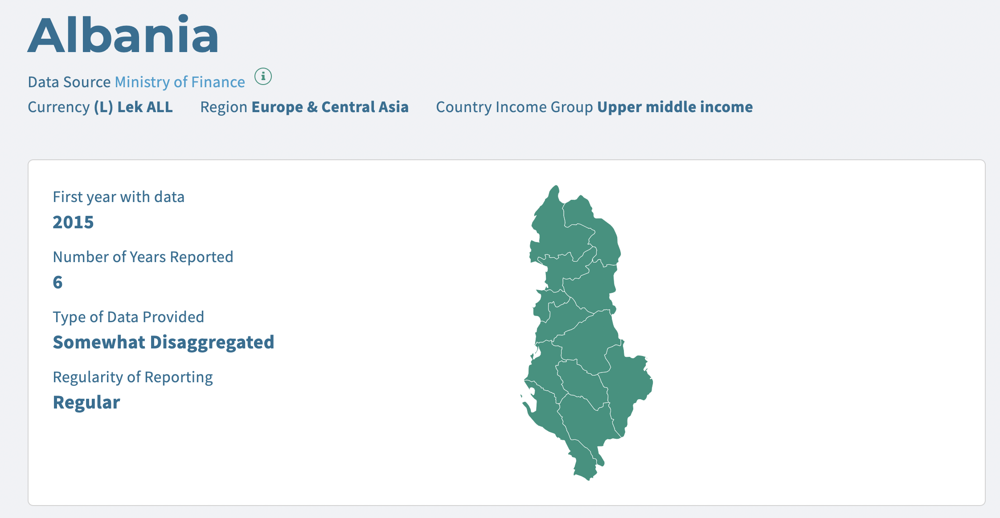 Albania
Data Source Ministry of Finance
Currency (L) Lek ALL Region Europe & Central Asia Country Income Group Upper middle income
First year with data
2015
Number of Years Reported
6
Type of Data Provided
Somewhat Disaggregated
Regularity of Reporting
Regular